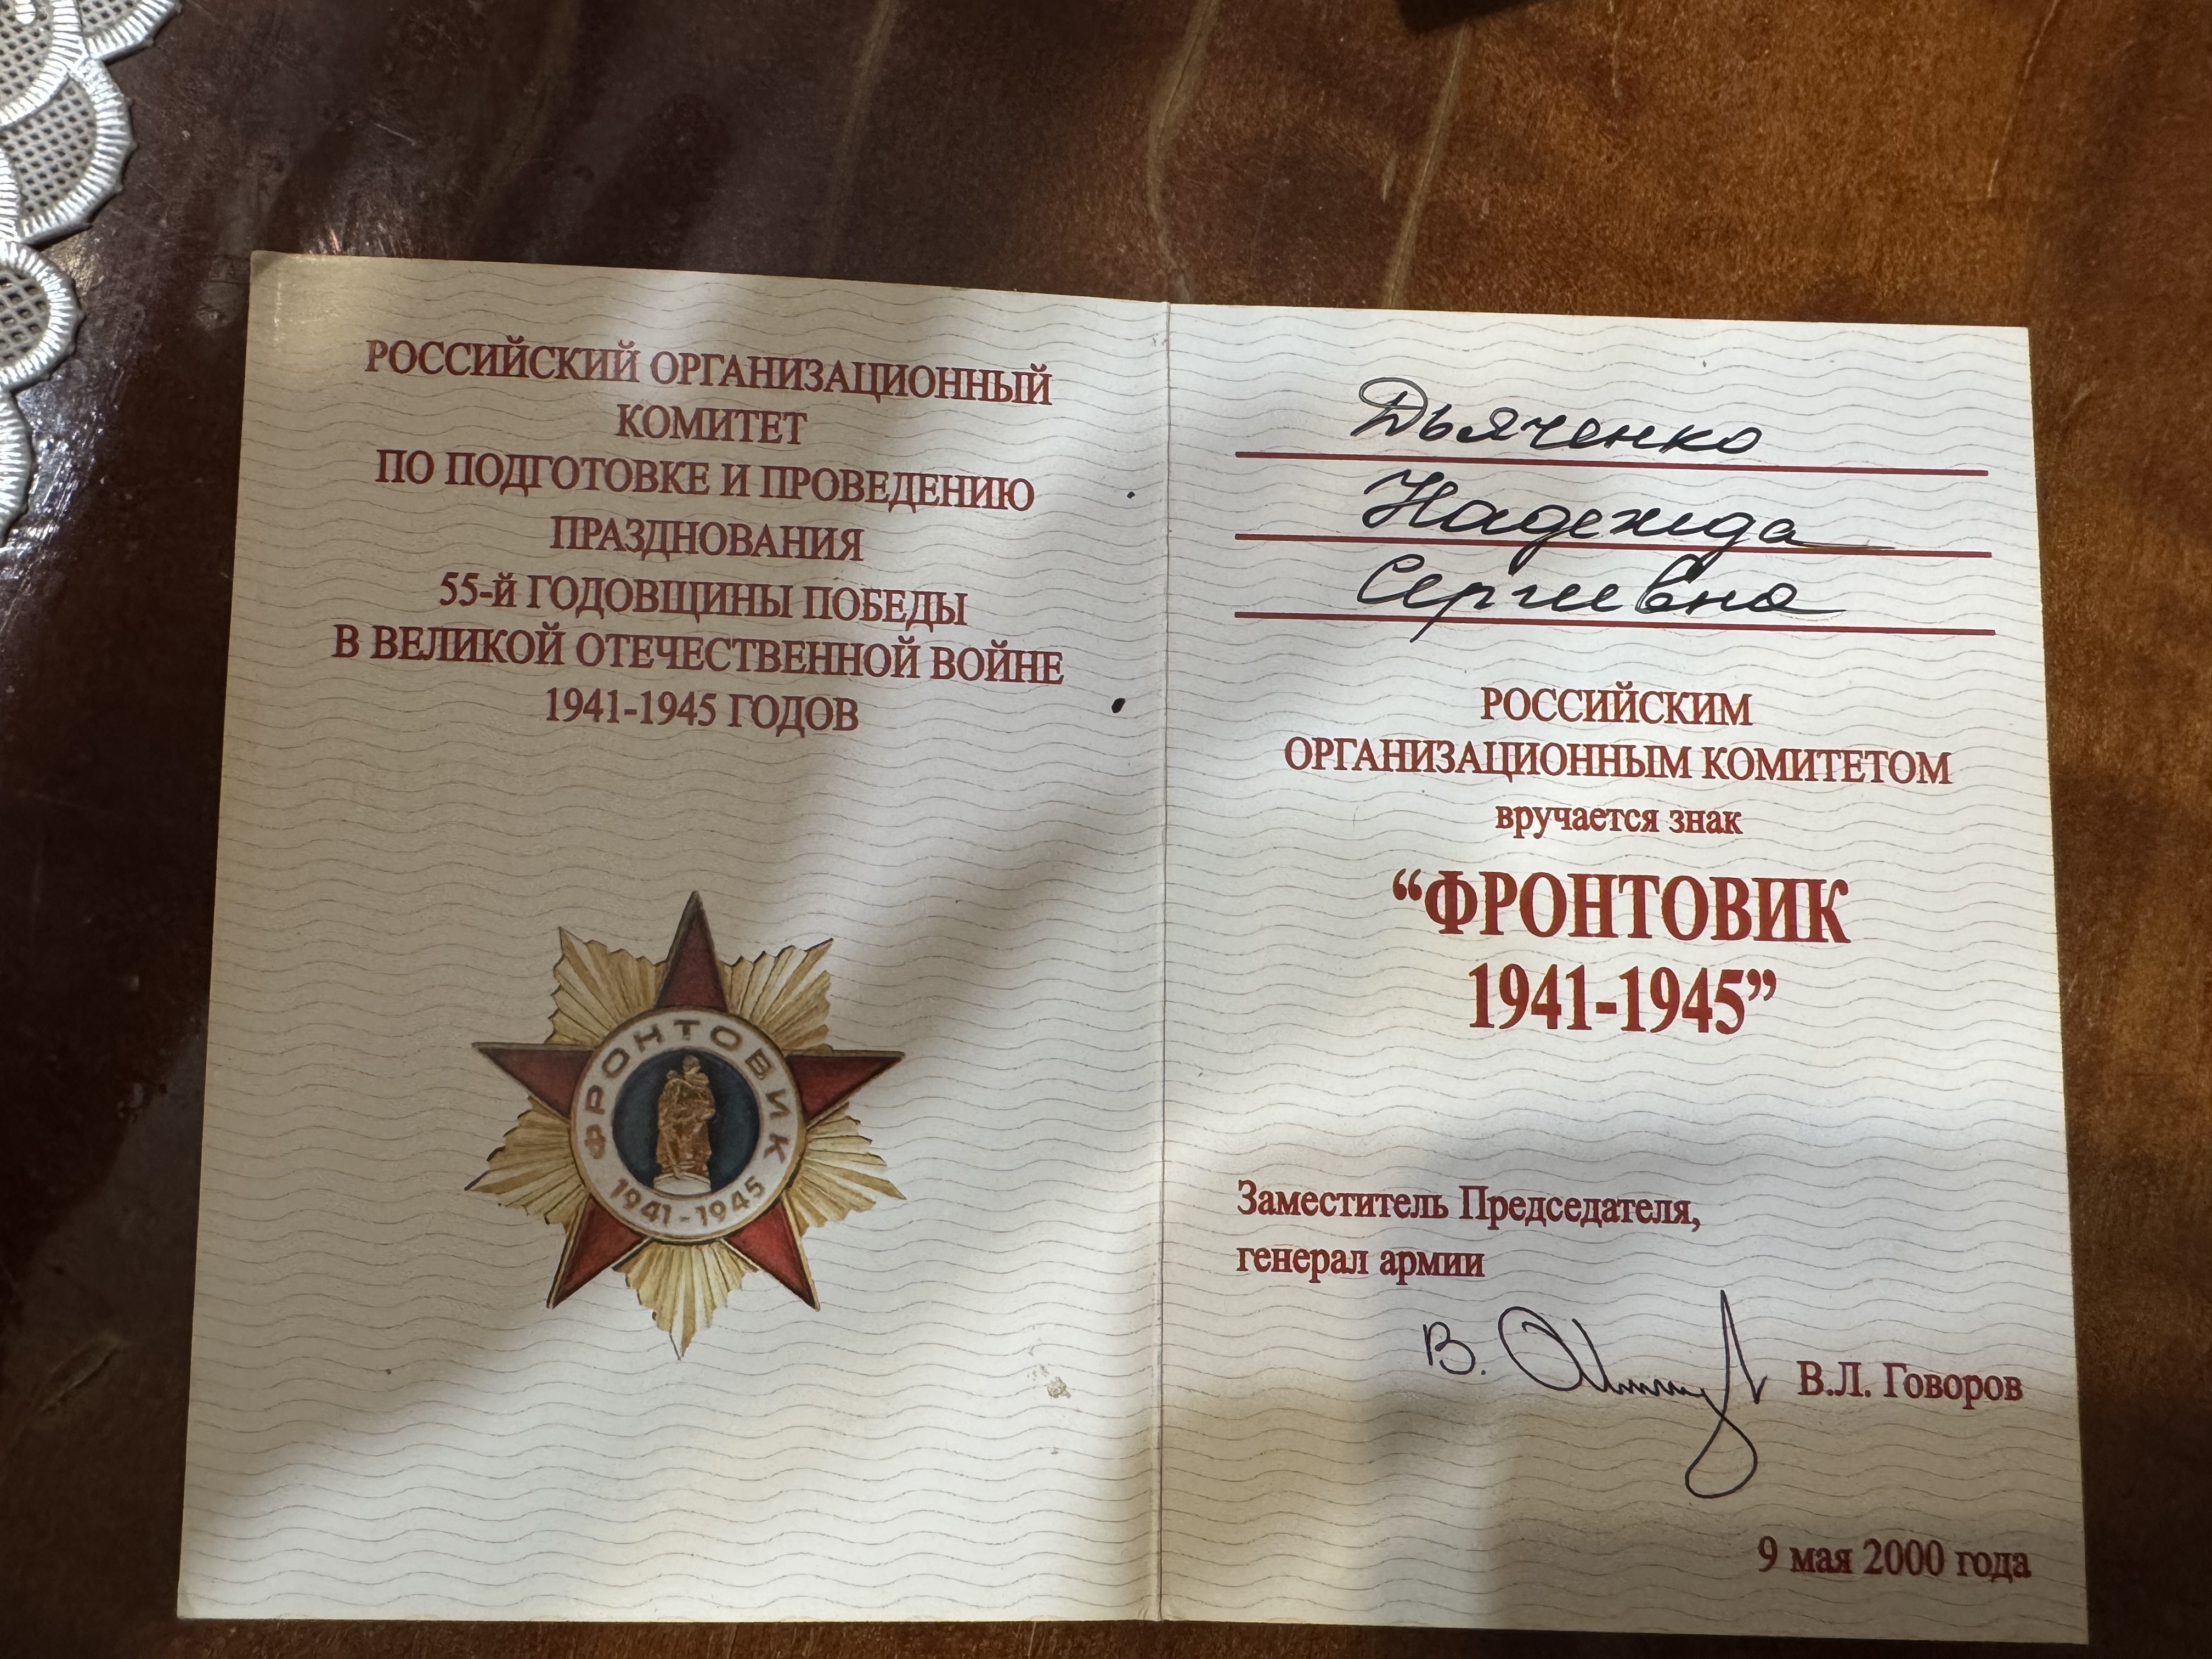 РОССИЙСКИЙ ОРГАНИЗАЦИОННЫЙ
КОМИТЕТ
ПО ПОДГОТОВКЕ И ПРОВЕДЕНИЮ
ПРАЗДНОВАНИЯ
55-й ГОДОВЩИНЫ ПОБЕДЫ
В ВЕЛИКОЙ ОТЕЧЕСТВЕННОЙ ВОЙНЕ
1941-1945 ГОДОВ
ФРОНТОВИК
1941-1945
Дьяченко
Надежда
Сергеевна
РОССИЙСКИМ
ОРГАНИЗАЦИОННЫМ КОМИТЕТОМ
вручается знак
“ФРОНТОВИК
1941-1945”
Заместитель Председателя,
генерал армии
В. Л. Говоров
9 мая 2000 года